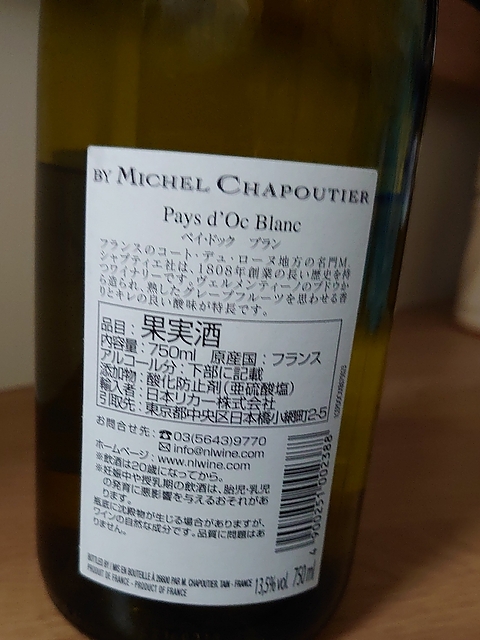 BY MICHEL CHAPOUTIER
Pays d'Oc Blanc
ペイ・ドック ブラン
フランスのコート・デュ・ローヌ地方の名門M.
シャプティエ社は、1808年創業の長い歴史を持
つワイナリーです。ヴェルメンティーノのブドウか
ら造られ、熟したグレープフルーツを思わせる香
りとキレの良い酸味が特長です。
品目：果実酒
内容量：750ml 原産国：フランス
アルコール分：下部に記載
添加物：酸化防止剤(亜硫酸塩)
輸入者：日本リカー株式会社
引取先：東京都中央区日本橋小網町2-5
お問合せ先：☎03(5643)9770
✉info@nlwine.com
ホームページ：www.nlwine.com
※飲酒は20歳になってから。
※妊娠中や授乳期の飲酒は、胎児・乳児
の発育に悪影響を与えるおそれがあ
ります。
瓶底に沈殿物が生じる場合がありますが、
ワインの自然な成分です。品質に問題はあ
りません。
4 900251 002388
BOTTLED BY / MIS EN BOUTEILLE À 26600 PAR M. CHAPOUTIER, TAIN - FRANCE
PRODUIT DE FRANCE - PRODUCT OF FRANCE
13,5% vol. 750 ml